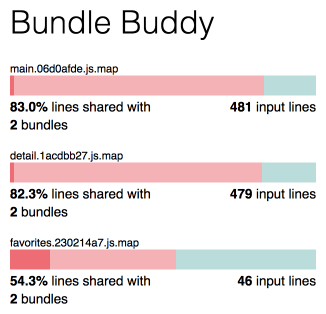 Bundle Buddy
main.06d0afde.js.map
83.0% lines shared with 481 input lines
2 bundles
detail.1acdbb27.js.map
82.3% lines shared with 479 input lines
2 bundles
favorites.230214a7.js.map
54.3% lines shared with 46 input lines
2 bundles